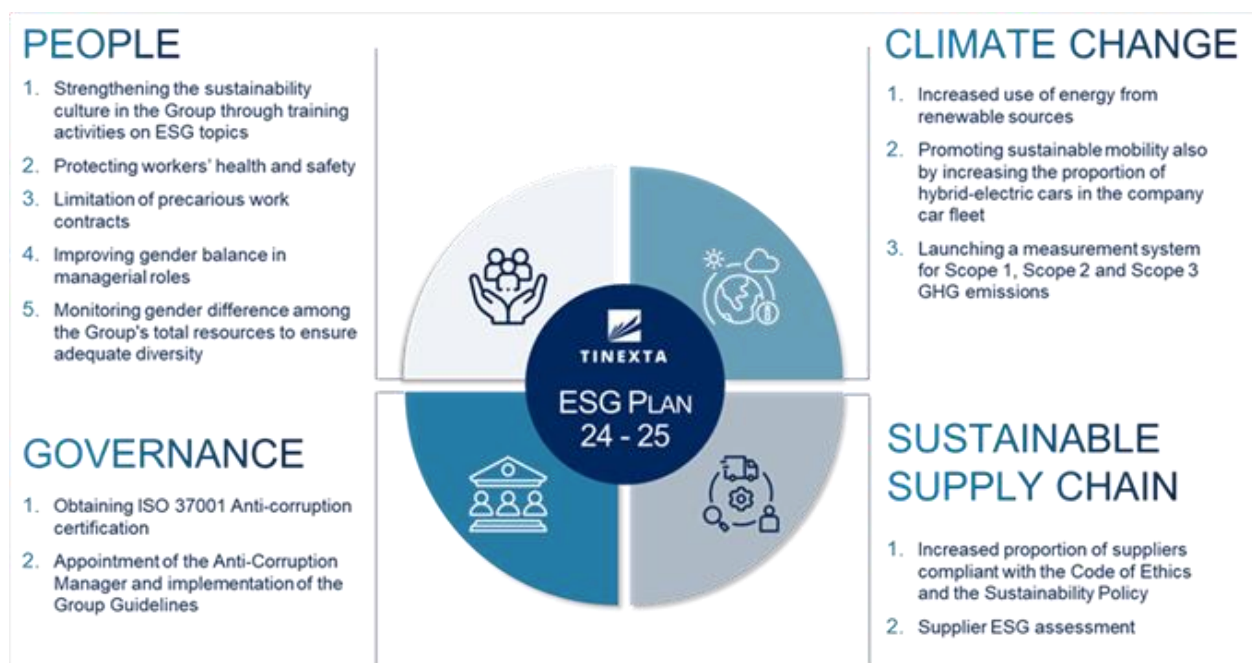 PEOPLE
1. Strengthening the sustainability
culture in the Group through training
activities on ESG topics
2. Protecting workers' health and safety
3. Limitation of precarious work
contracts
4. Improving gender balance in
managerial roles
5. Monitoring gender difference among
the Group's total resources to ensure
adequate diversity
CLIMATE CHANGE
1. Increased use of energy from
renewable sources
2. Promoting sustainable mobility also
by increasing the proportion of
hybrid-electric cars in the company
car fleet
3. Launching a measurement system
for Scope 1, Scope 2 and Scope 3
GHG emissions
TINEXTA
ESG PLAN
24 - 25
GOVERNANCE
1. Obtaining ISO 37001 Anti-corruption
certification
2. Appointment of the Anti-Corruption
Manager and implementation of the
Group Guidelines
SUSTAINABLE
SUPPLY CHAIN
1. Increased proportion of suppliers
compliant with the Code of Ethics
and the Sustainability Policy
2. Supplier ESG assessment